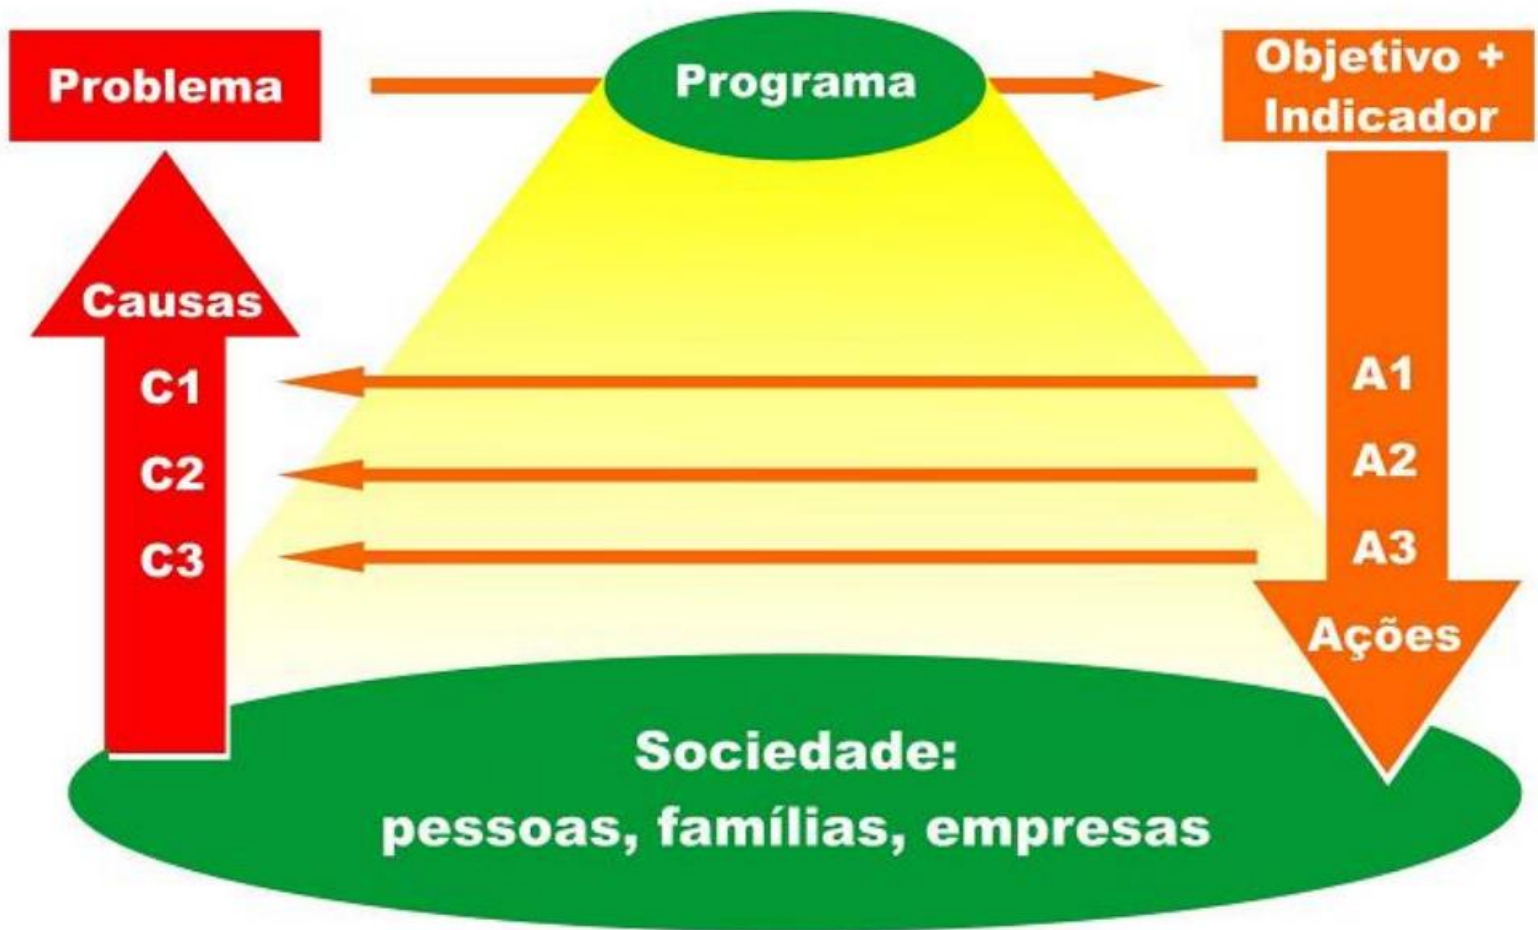 Problema
Programa
Objetivo +
Indicador
Causas
C1
A1
C2
A2
C3
A3
Ações
Sociedade:
pessoas, famílias, empresas